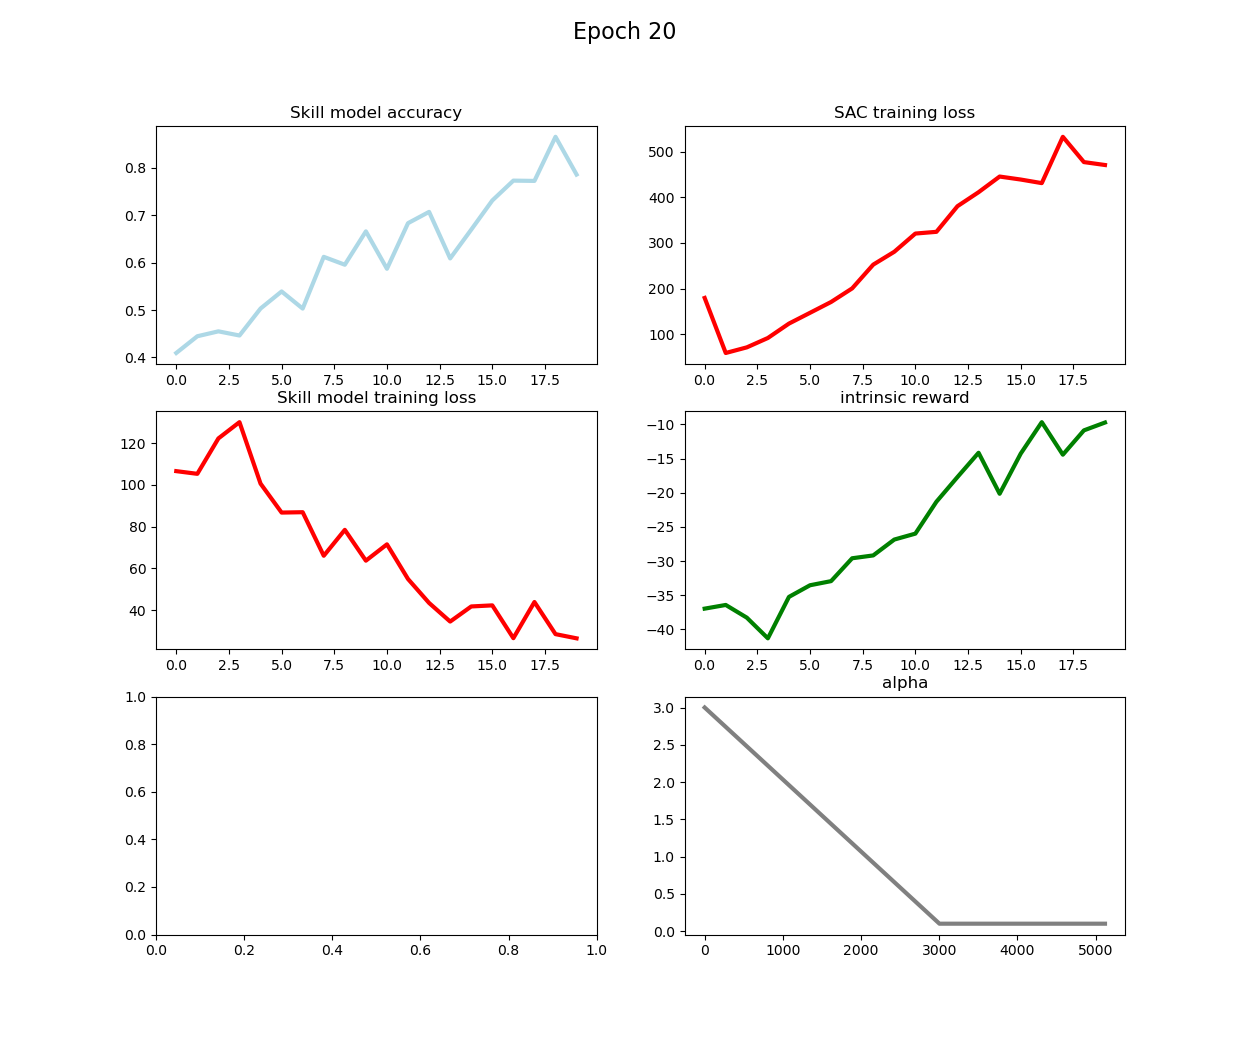 Epoch 20
Skill model accuracy
0.8
0.7
0.6
0.5
0.4
0.0 2.5 5.0 7.5 10.0 12.5 15.0 17.5
SAC training loss
500
400
300
200
100
0.0 2.5 5.0 7.5 10.0 12.5 15.0 17.5
Skill model training loss
120
100
80
60
40
0.0 2.5 5.0 7.5 10.0 12.5 15.0 17.5
intrinsic reward
−10
−15
−20
−25
−30
−35
−40
0.0 2.5 5.0 7.5 10.0 12.5 15.0 17.5
1.0
0.8
0.6
0.4
0.2
0.0
0.0 0.2 0.4 0.6 0.8 1.0
alpha
3.0
2.5
2.0
1.5
1.0
0.5
0.0
0 1000 2000 3000 4000 5000